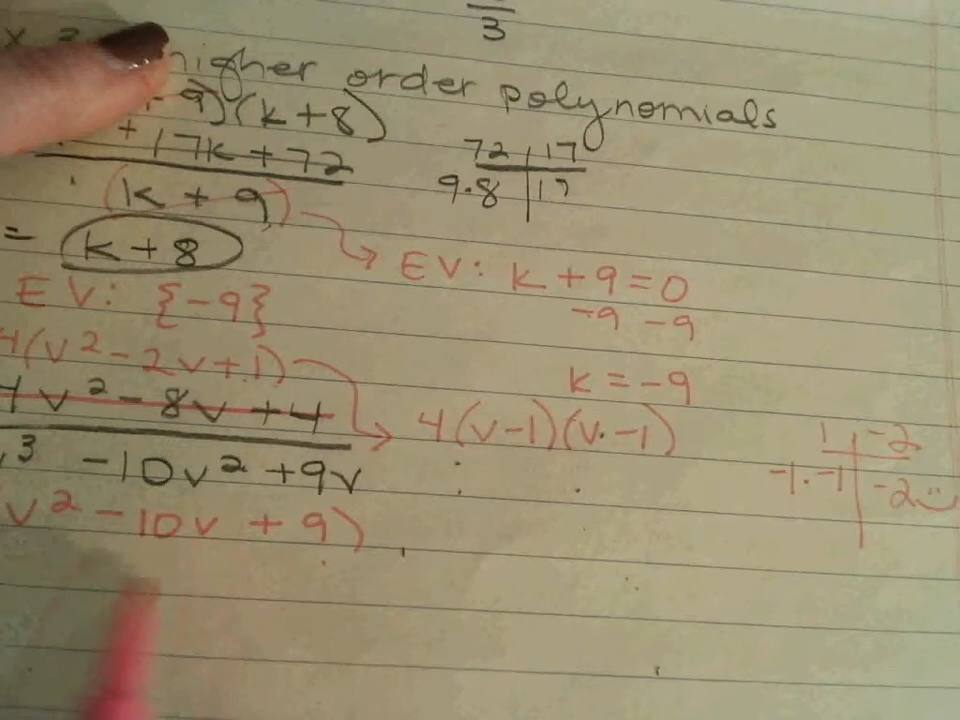 3
x 3
higher order polynomials
- 9)(k+8)
+ 17k + 72
72 | 17
9·8 | 17
(k + 9)
= k + 8
EV: k + 9 = 0
-9 -9
k = -9
EV: {-9}
4(v² - 2v + 1)
4v² - 8v + 4
4(v - 1)(v - 1)
1 | -2
-1·-1 | -2
³ - 10v² + 9v
(v² - 10v + 9)